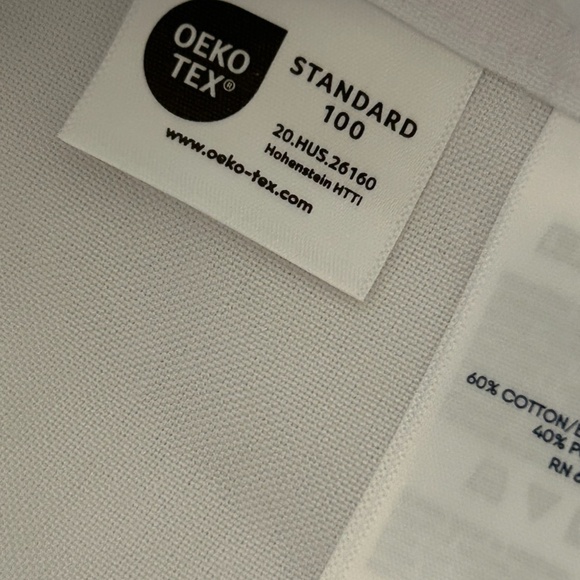 OEKO
TEX®
STANDARD
100
20.HUS.26160
Hohenstein HTTI
www.oeko-tex.com
60% COTTON/
40%
RN